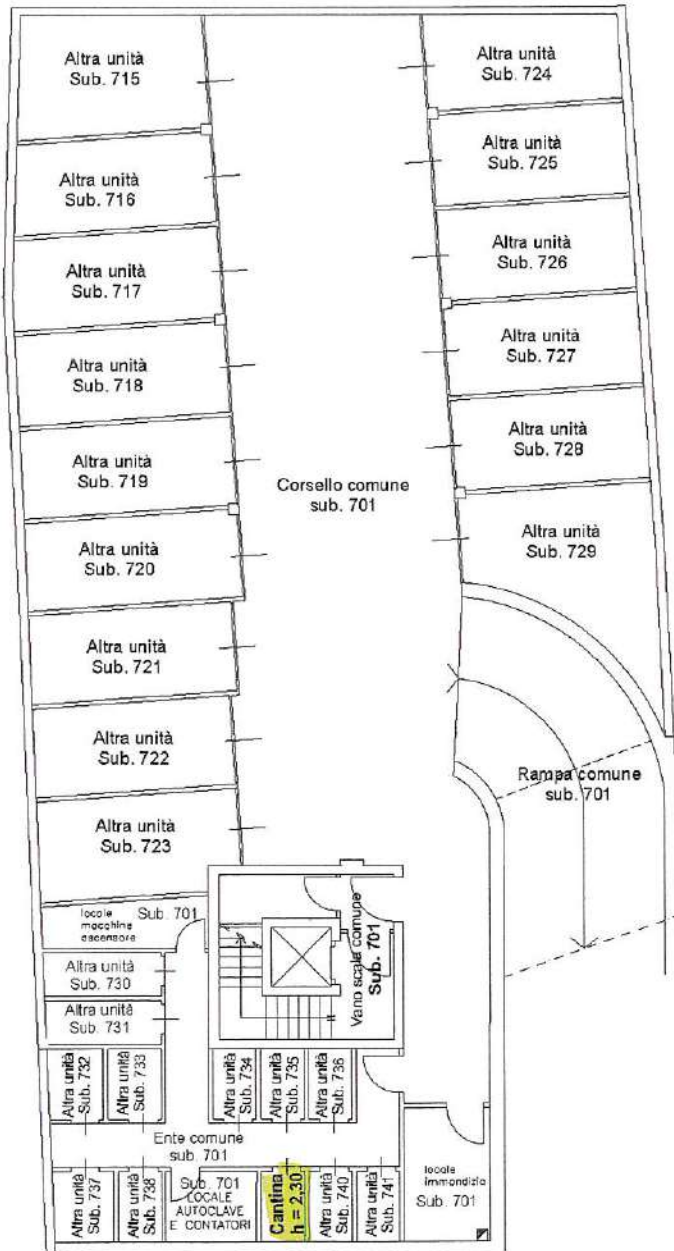 Altra unità
Sub. 715
Altra unità
Sub. 724
Altra unità
Sub. 725
Altra unità
Sub. 716
Altra unità
Sub. 726
Altra unità
Sub. 717
Altra unità
Sub. 727
Altra unità
Sub. 718
Altra unità
Sub. 728
Altra unità
Sub. 719
Corsello comune
sub. 701
Altra unità
Sub. 729
Altra unità
Sub. 720
Altra unità
Sub. 721
Altra unità
Sub. 722
Rampa comune
sub. 701
Altra unità
Sub. 723
locale
macchine
ascensore
Sub. 701
Vano scala comune
Sub. 701
Altra unità
Sub. 730
Altra unità
Sub. 731
Altra unità
Sub. 732
Altra unità
Sub. 733
Altra unità
Sub. 734
Altra unità
Sub. 735
Altra unità
Sub. 736
Ente comune
sub. 701
Altra unità
Sub. 737
Altra unità
Sub. 738
Sub. 701
LOCALE
AUTOCLAVE
E CONTATORI
Cantina
h = 2,30
Altra unità
Sub. 740
Altra unità
Sub. 741
locale
immondizia
Sub. 701